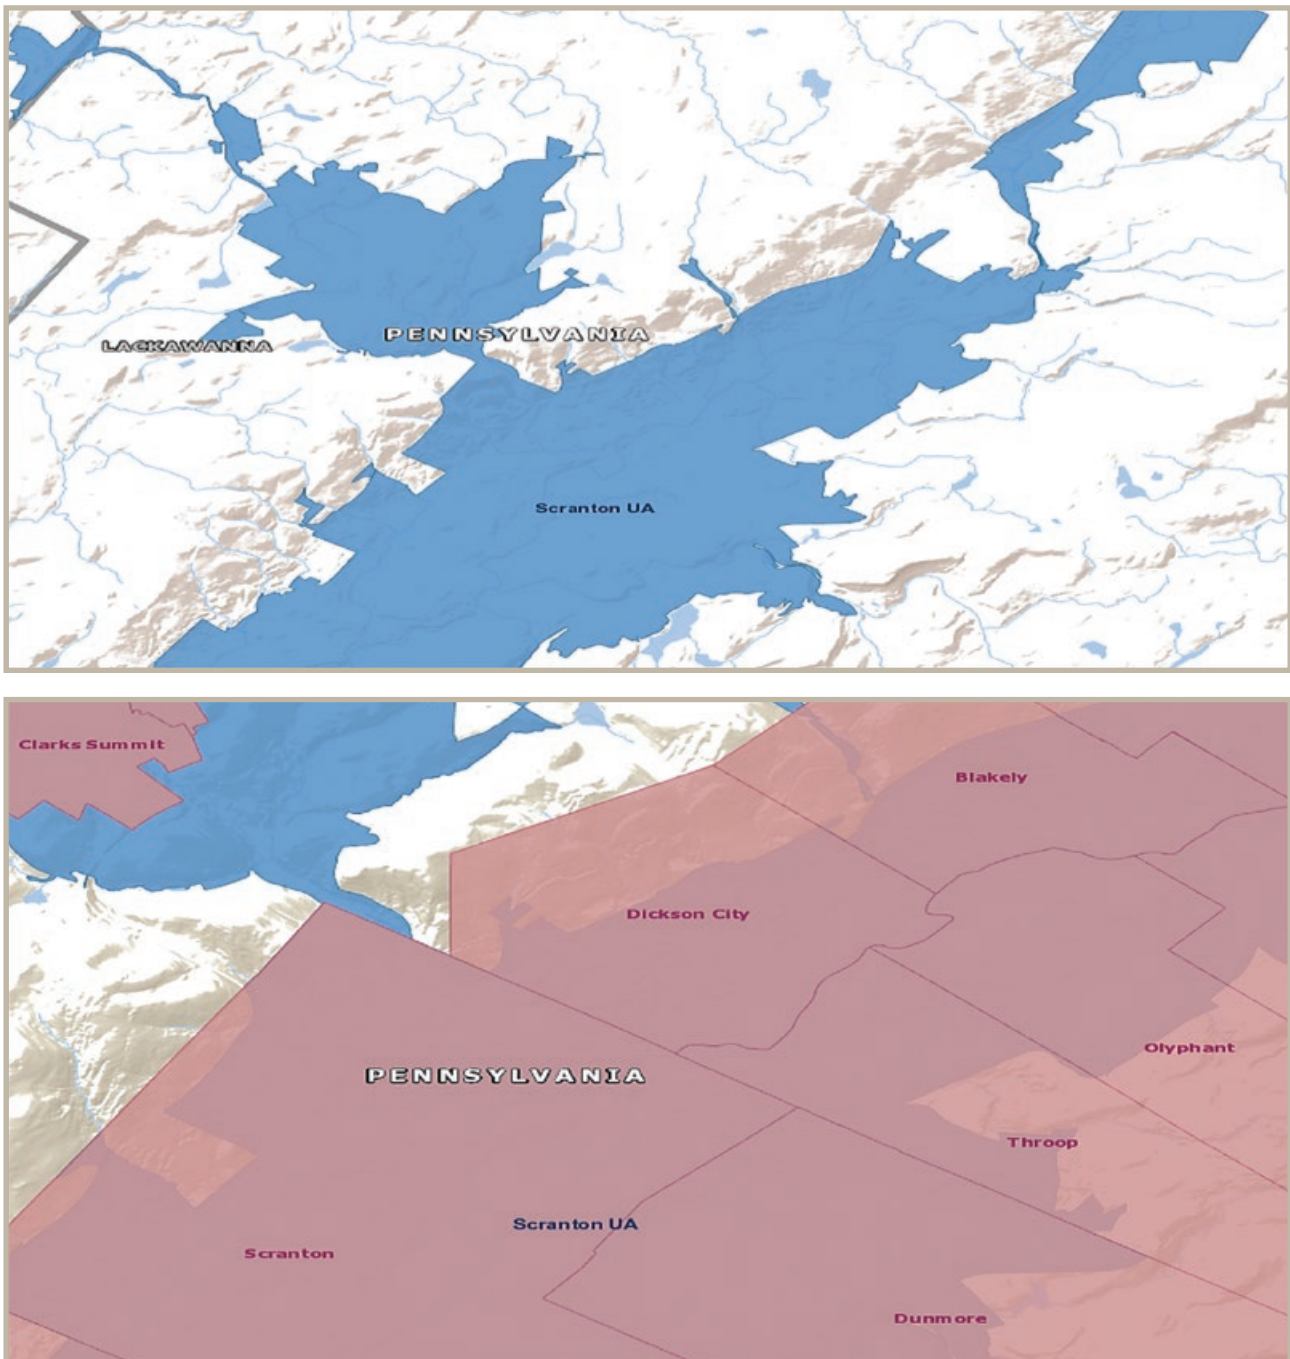 PENNSYLVANIA
LACKAWANNA
Scranton UA
Clarks Summit
Blakely
Dickson City
Olyphant
PENNSYLVANIA
Throop
Scranton UA
Scranton
Dunmore